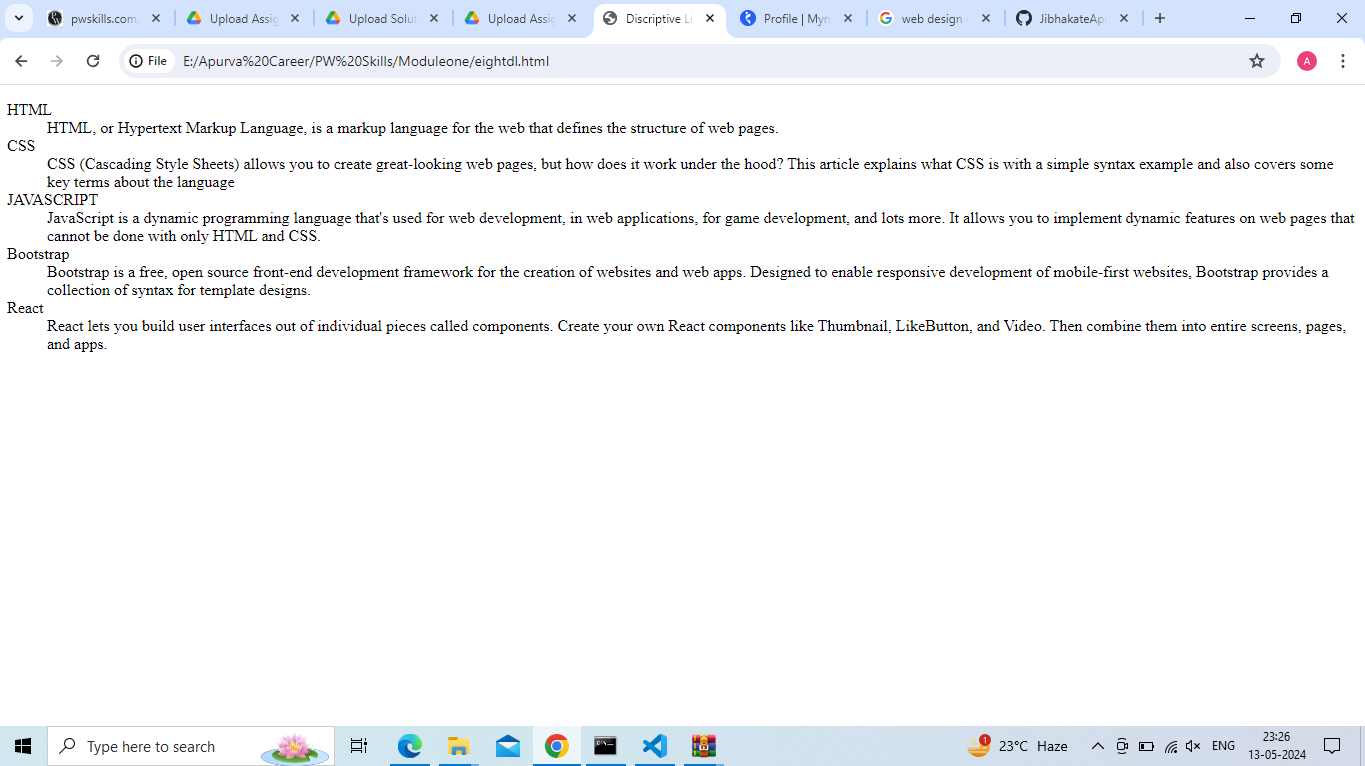 pwskills.com
Upload Assig
Upload Solut
Upload Assig
Discriptive Li
Profile | Myn
web design -
JibhakateApu
File
E:/Apurva%20Career/PW%20Skills/Moduleone/eightdl.html
A
HTML
HTML, or Hypertext Markup Language, is a markup language for the web that defines the structure of web pages.
CSS
CSS (Cascading Style Sheets) allows you to create great-looking web pages, but how does it work under the hood? This article explains what CSS is with a simple syntax example and also covers some
key terms about the language
JAVASCRIPT
JavaScript is a dynamic programming language that's used for web development, in web applications, for game development, and lots more. It allows you to implement dynamic features on web pages that
cannot be done with only HTML and CSS.
Bootstrap
Bootstrap is a free, open source front-end development framework for the creation of websites and web apps. Designed to enable responsive development of mobile-first websites, Bootstrap provides a
collection of syntax for template designs.
React
React lets you build user interfaces out of individual pieces called components. Create your own React components like Thumbnail, LikeButton, and Video. Then combine them into entire screens, pages,
and apps.
Type here to search
1
23°C Haze
ENG
23:26
13-05-2024